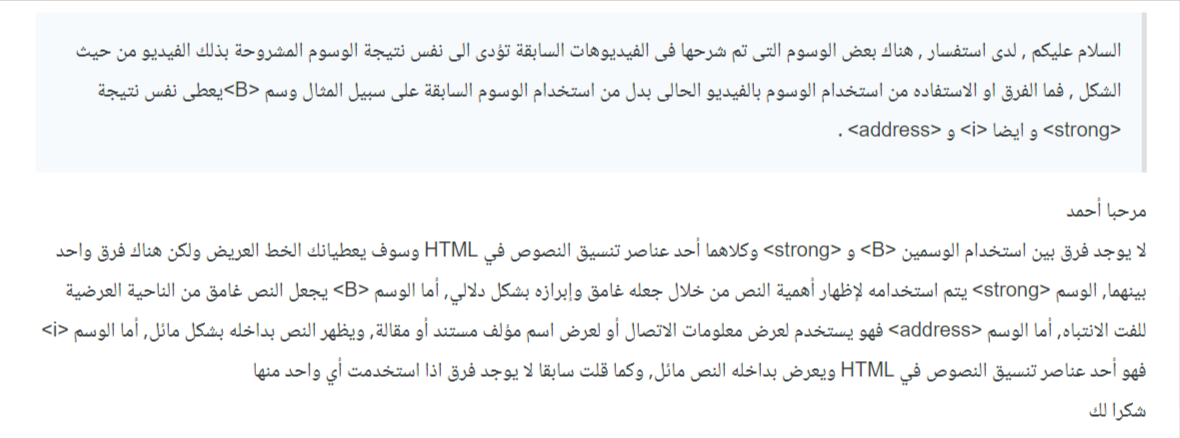 السلام عليكم , لدى استفسار , هناك بعض الوسوم التى تم شرحها فى الفيديوهات السابقة تؤدى الى نفس نتيجة الوسوم المشروحة بذلك الفيديو من حيث
الشكل , فما الفرق او الاستفاده من استخدام الوسوم بالفيديو الحالى بدل من استخدام الوسوم السابقة على سبيل المثال وسم <B>يعطى نفس نتيجة
<strong> و ايضا <i> و <address> .
مرحبا أحمد
لا يوجد فرق بين استخدام الوسمين <B> و <strong> وكلاهما أحد عناصر تنسيق النصوص في HTML وسوف يعطيانك الخط العريض ولكن هناك فرق واحد
بينهما, الوسم <strong> يتم استخدامه لإظهار أهمية النص من خلال جعله غامق وإبرازه بشكل دلالي, أما الوسم <B> يجعل النص غامق من الناحية العرضية
للفت الانتباه, أما الوسم <address> فهو يستخدم لعرض معلومات الاتصال أو لعرض اسم مؤلف مستند أو مقالة, ويظهر النص بداخله بشكل مائل, أما الوسم <i>
فهو أحد عناصر تنسيق النصوص في HTML ويعرض بداخله النص مائل, وكما قلت سابقا لا يوجد فرق اذا استخدمت أي واحد منها
شكرا لك